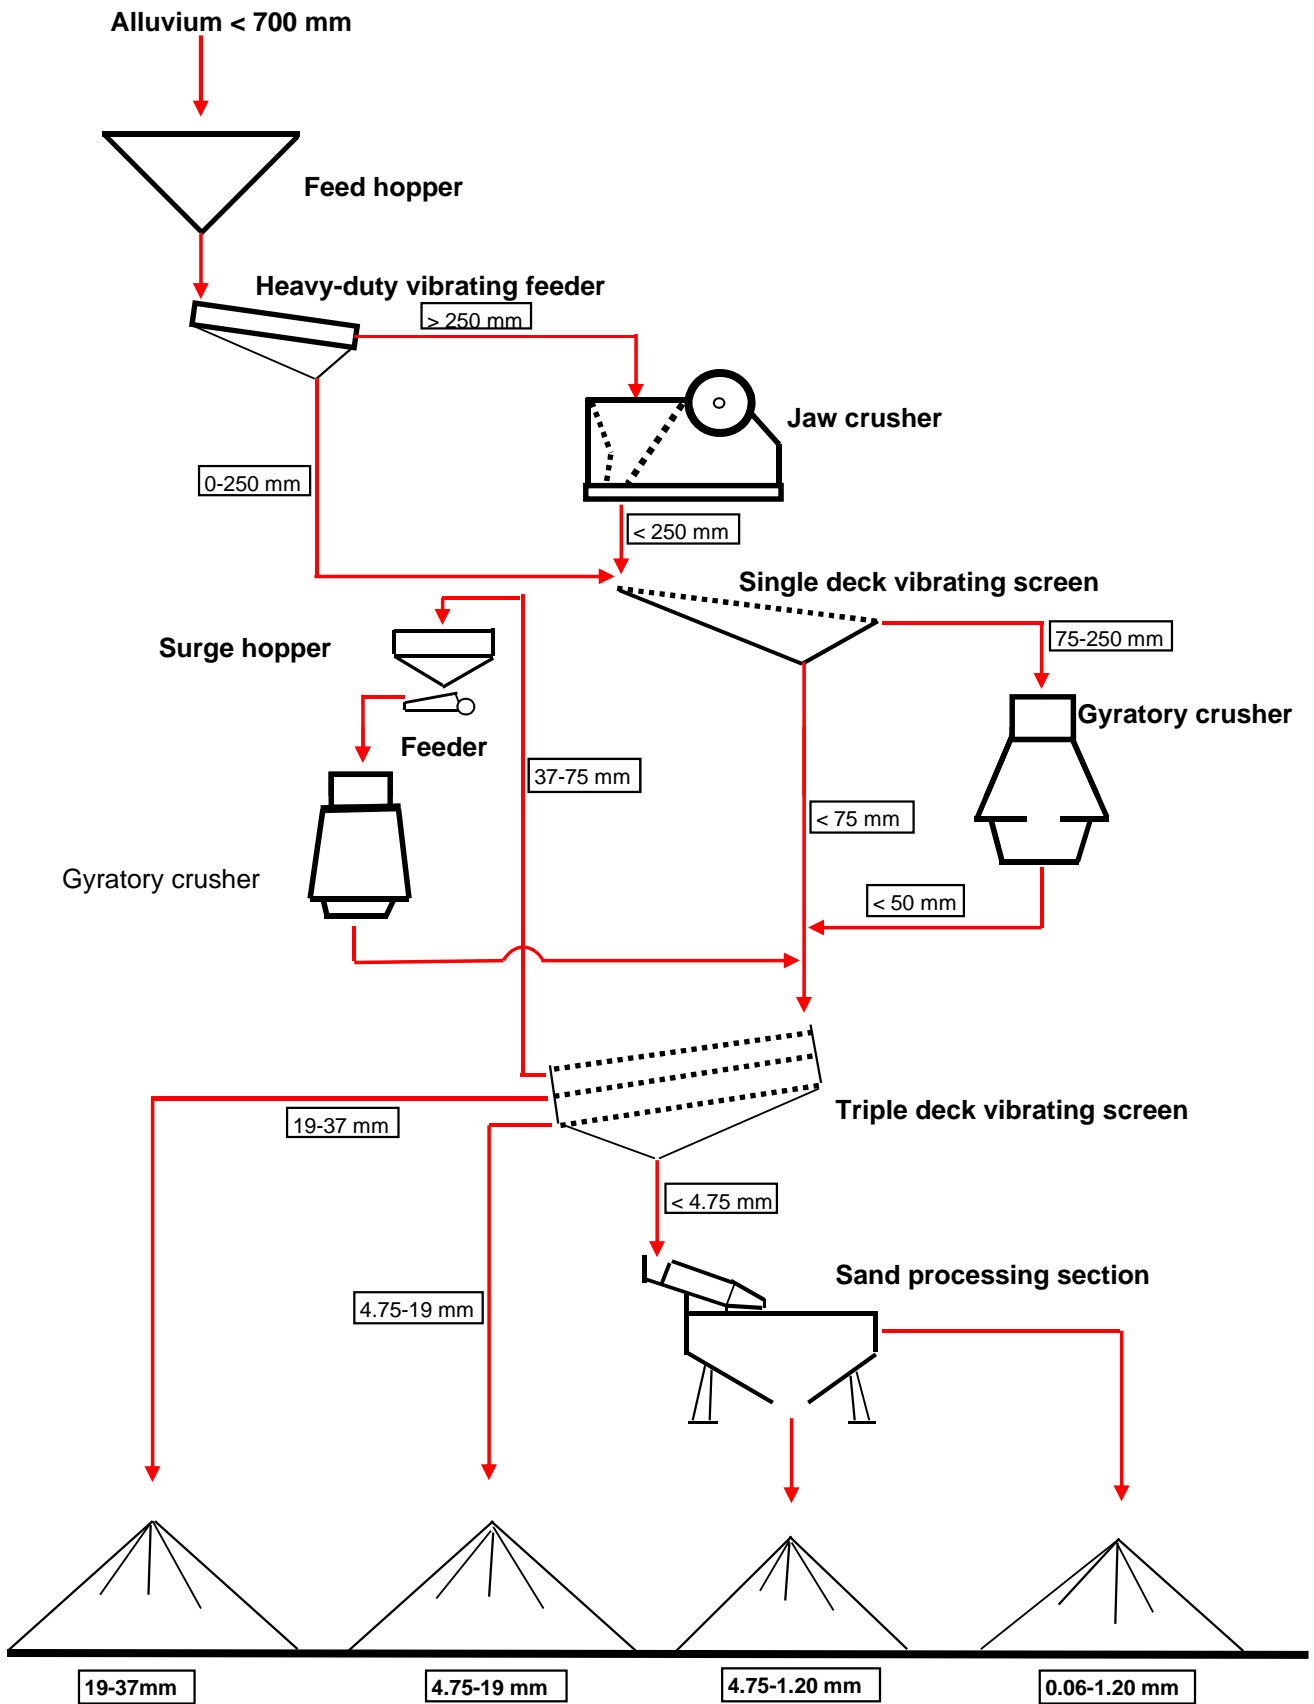 Alluvium < 700 mm
Feed hopper
Heavy-duty vibrating feeder
> 250 mm
Jaw crusher
0-250 mm
< 250 mm
Single deck vibrating screen
Surge hopper
75-250 mm
Gyratory crusher
Feeder
37-75 mm
< 75 mm
Gyratory crusher
< 50 mm
Triple deck vibrating screen
19-37 mm
< 4.75 mm
Sand processing section
4.75-19 mm
19-37mm
4.75-19 mm
4.75-1.20 mm
0.06-1.20 mm